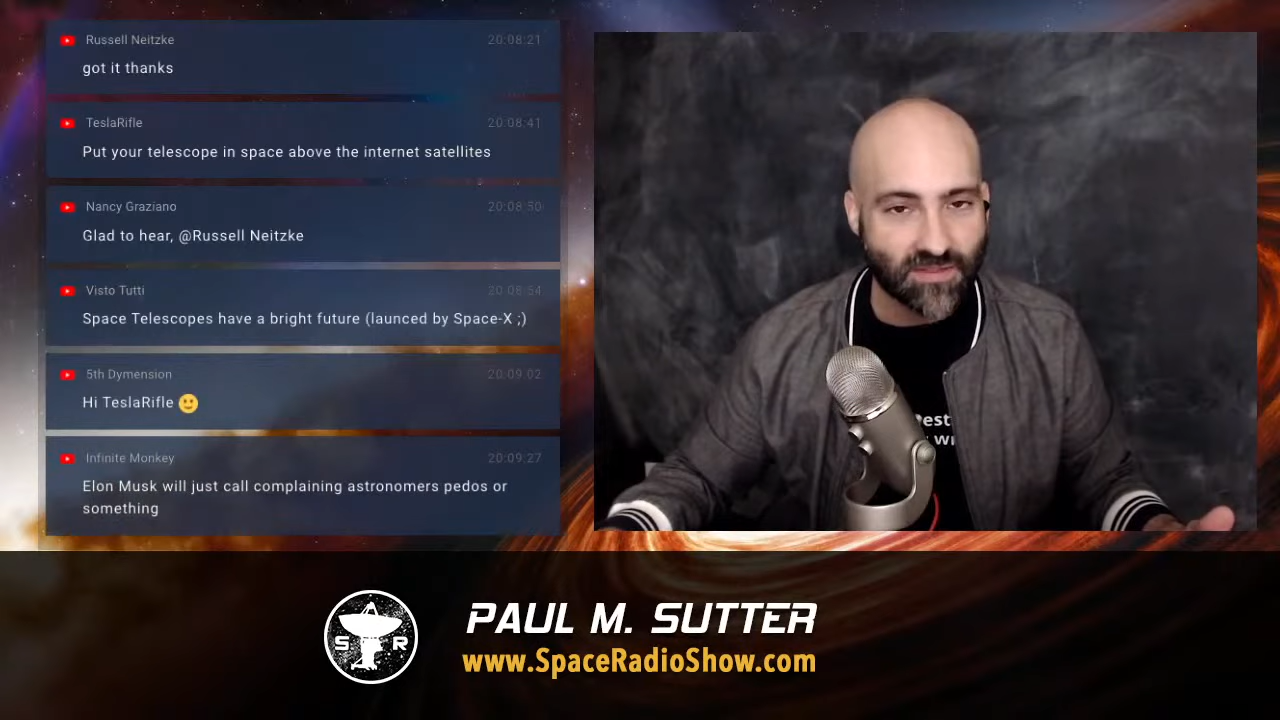 Russell Neitzke 20:08:21
got it thanks
TeslaRifle 20:08:41
Put your telescope in space above the internet satellites
Nancy Graziano 20:08:50
Glad to hear, @Russell Neitzke
Visto Tutti 20:08:54
Space Telescopes have a bright future (launced by Space-X ;)
5th Dymension 20:09:02
Hi TeslaRifle 🙂
Infinite Monkey 20:09:27
Elon Musk will just call complaining astronomers pedos or
something
S R
PAUL M. SUTTER
www.SpaceRadioShow.com